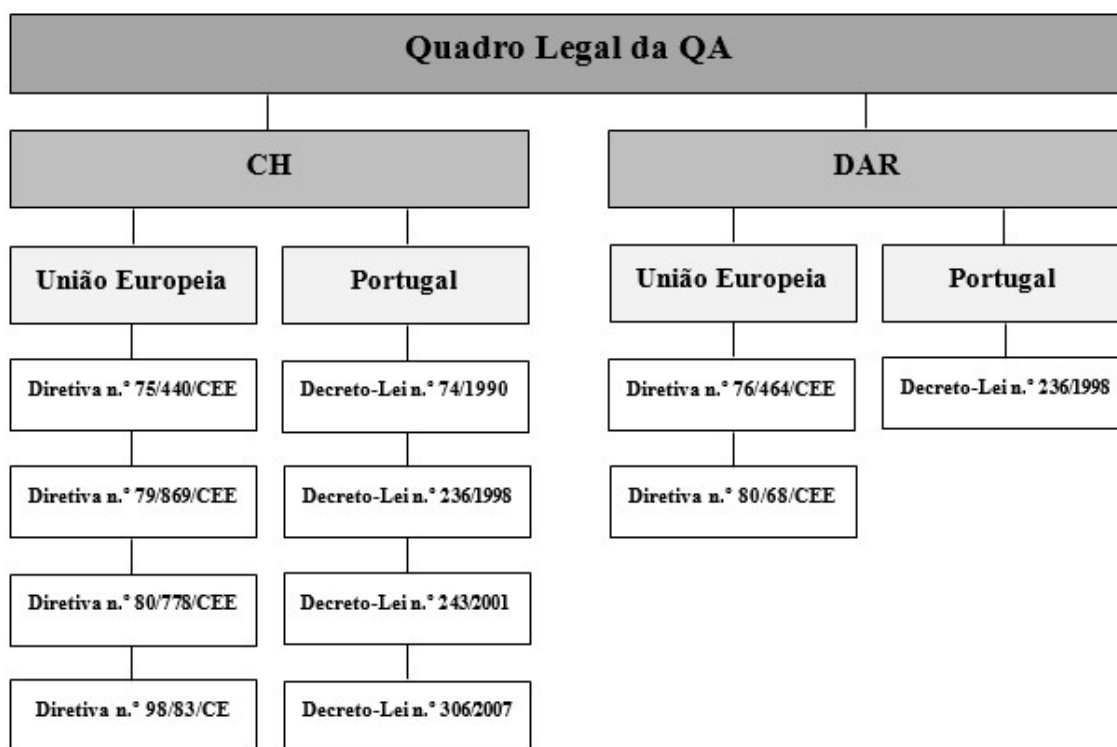 Quadro Legal da QA
CH
DAR
União Europeia
Portugal
União Europeia
Portugal
Diretiva n.° 75/440/CEE
Decreto-Lei n.° 74/1990
Diretiva n.° 76/464/CEE
Decreto-Lei n.° 236/1998
Diretiva n.° 79/869/CEE
Decreto-Lei n.° 236/1998
Diretiva n.° 80/68/CEE
Diretiva n.° 80/778/CEE
Decreto-Lei n.° 243/2001
Diretiva n.° 98/83/CE
Decreto-Lei n.° 306/2007